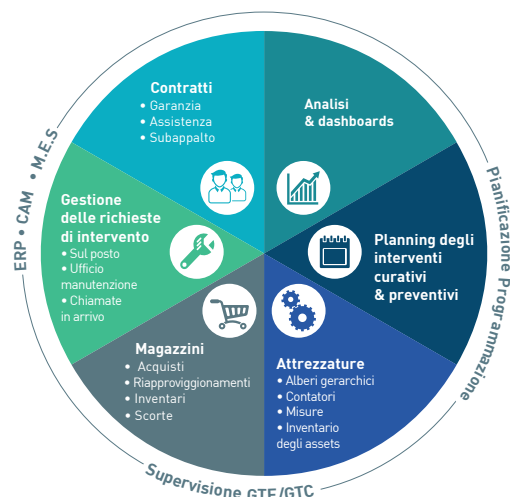 Contratti
• Garanzia
• Assistenza
• Subappalto
Analisi
& dashboards
Planning degli
interventi
curativi
& preventivi
Attrezzature
• Alberi gerarchici
• Contatori
• Misure
• Inventario
degli assets
Magazzini
• Acquisti
• Riapproviggionamenti
• Inventari
• Scorte
Gestione
delle richieste
di intervento
• Sul posto
• Ufficio
manutenzione
• Chiamate
in arrivo
ERP • CAM • M.E.S
Pianificazione Programmazione
Supervisione GTE/GTC